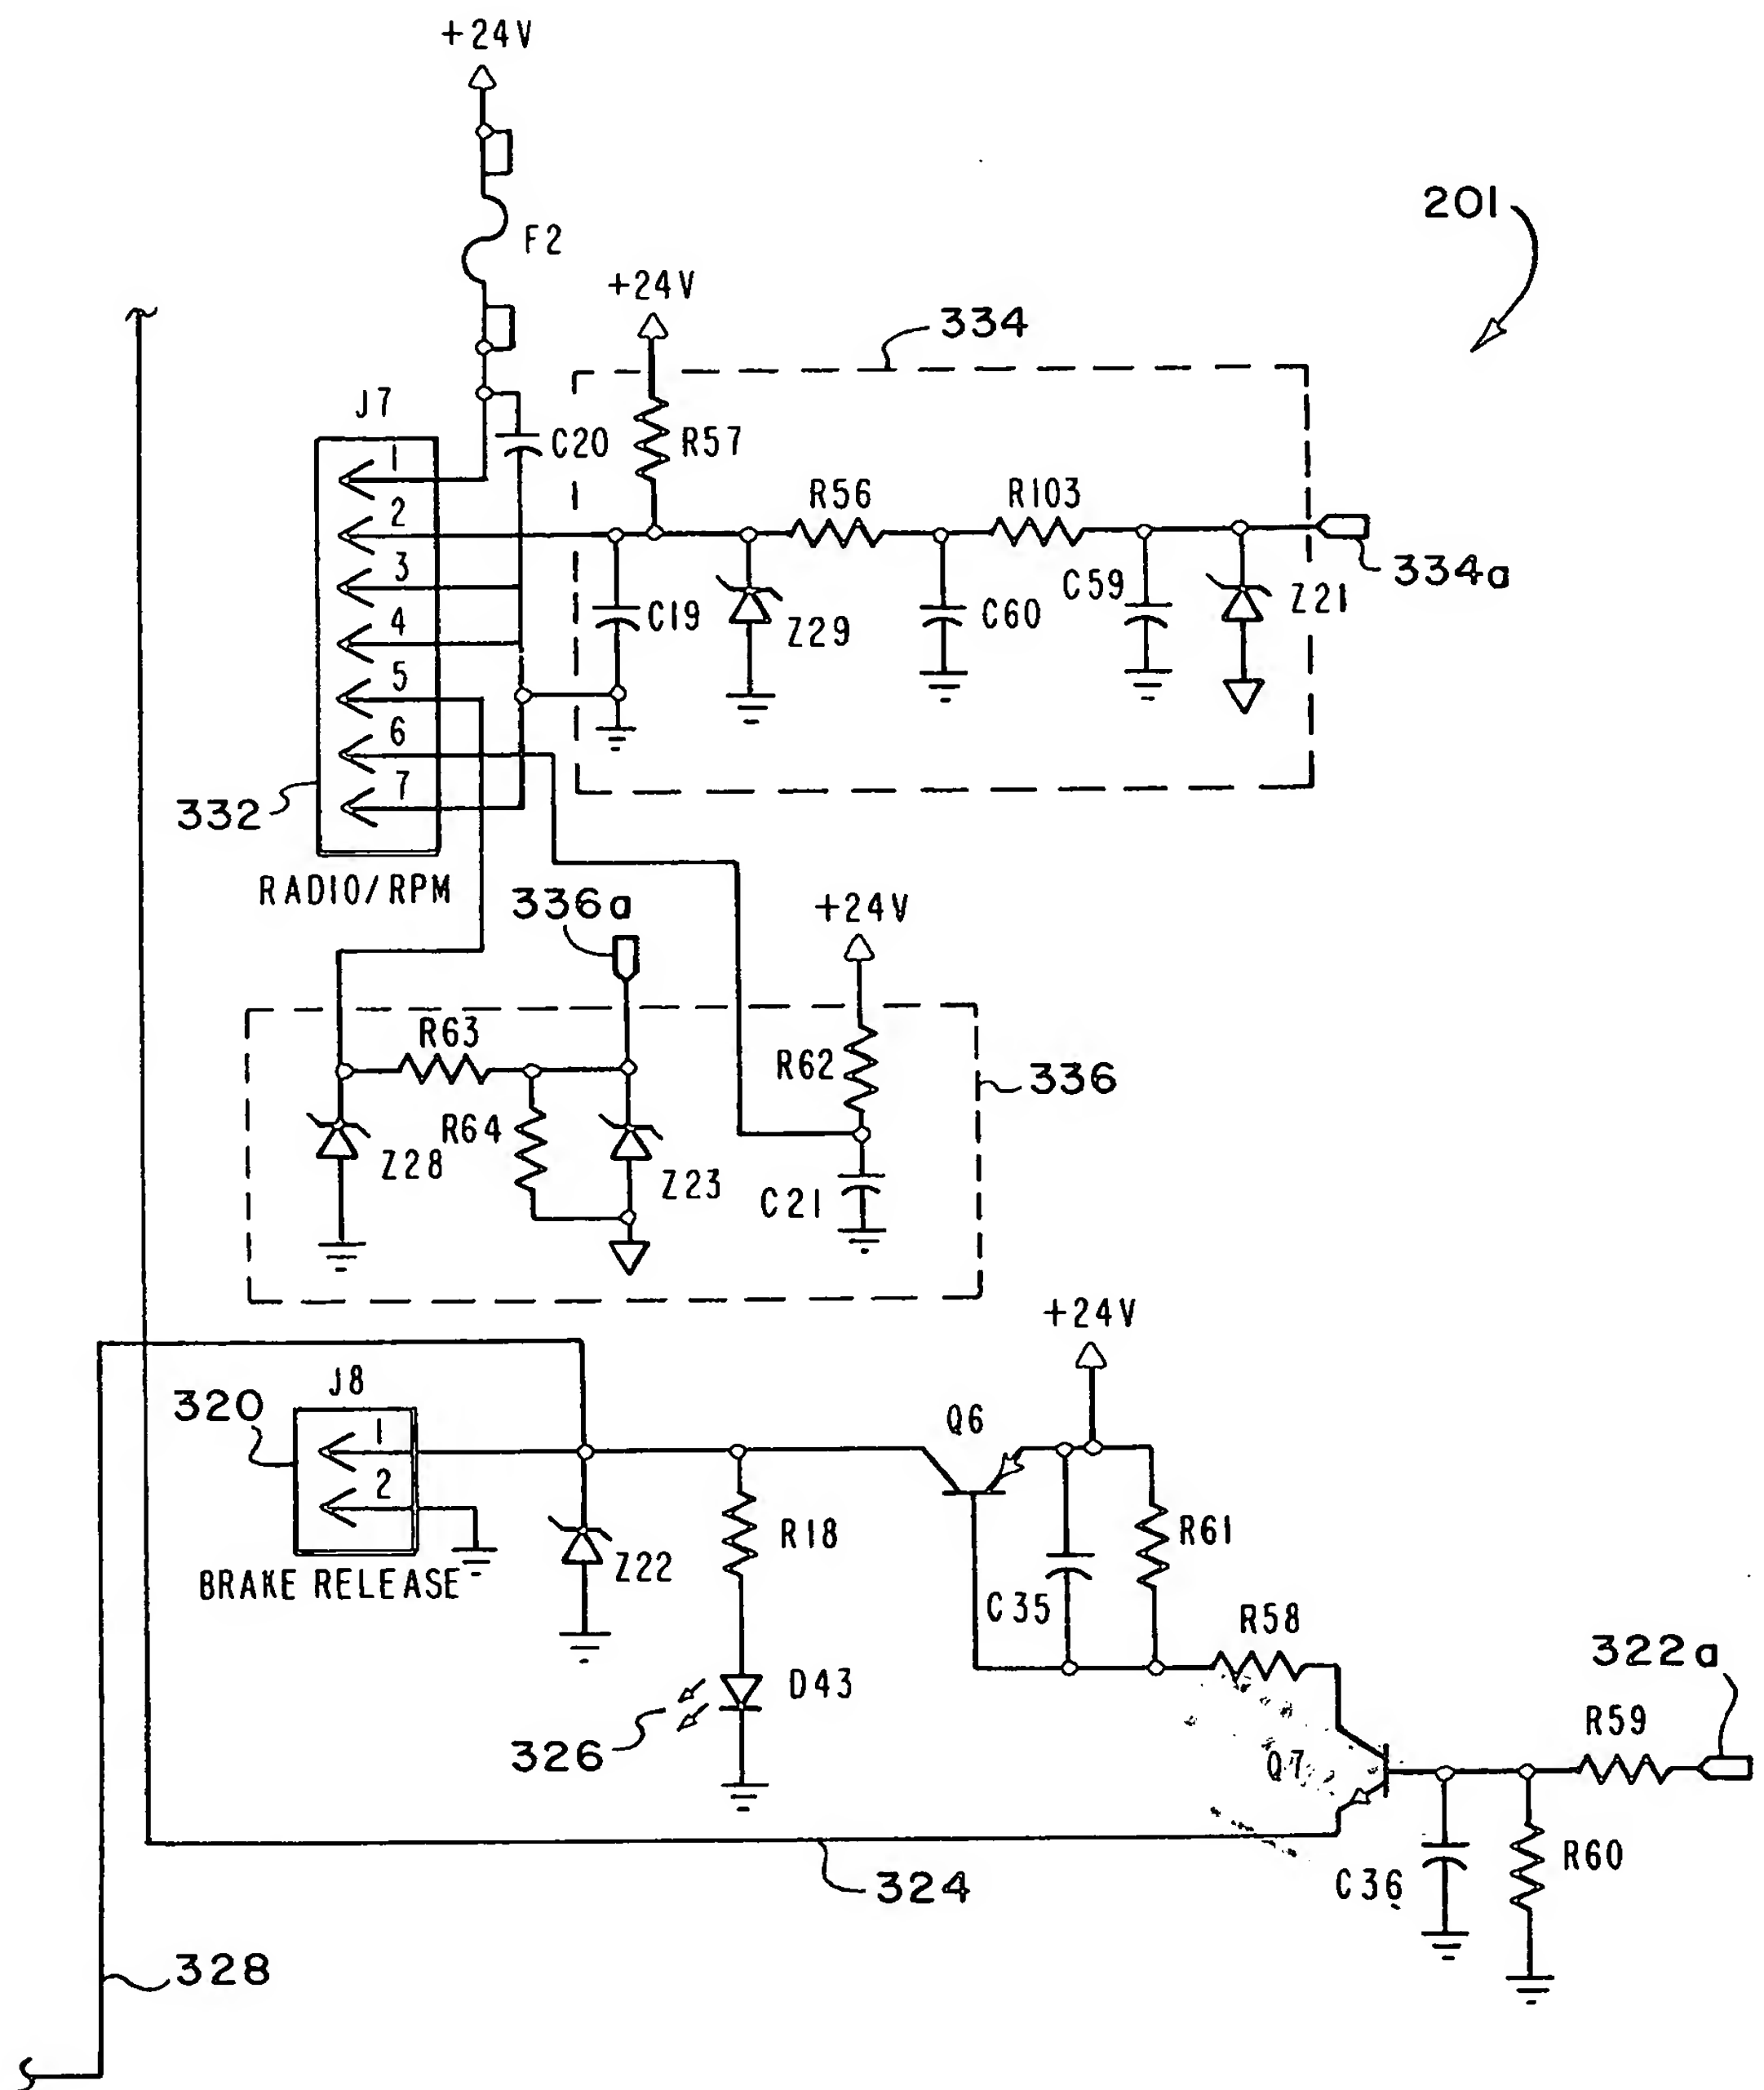 +24V
201
F2
+24V
334
J7
C20
R57
1
2
R56
R103
3
334a
4
C19
Z29
C60
C59
Z21
5
6
7
332
RADIO/RPM
336a
+24V
R63
R62
336
R64
Z28
Z23
C21
+24V
J8
320
Q6
1
2
R18
R61
Z22
BRAKE RELEASE
C35
R58
322a
D43
R59
326
Q7
R60
C36
324
328